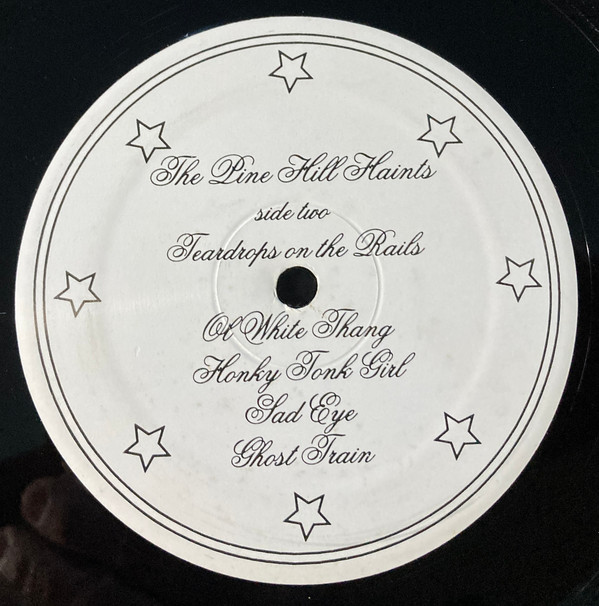 The Pine Hill Haints
side two
Teardrops on the Rails
Ol White Thang
Honky Tonk Girl
Sad Eye
Ghost Train